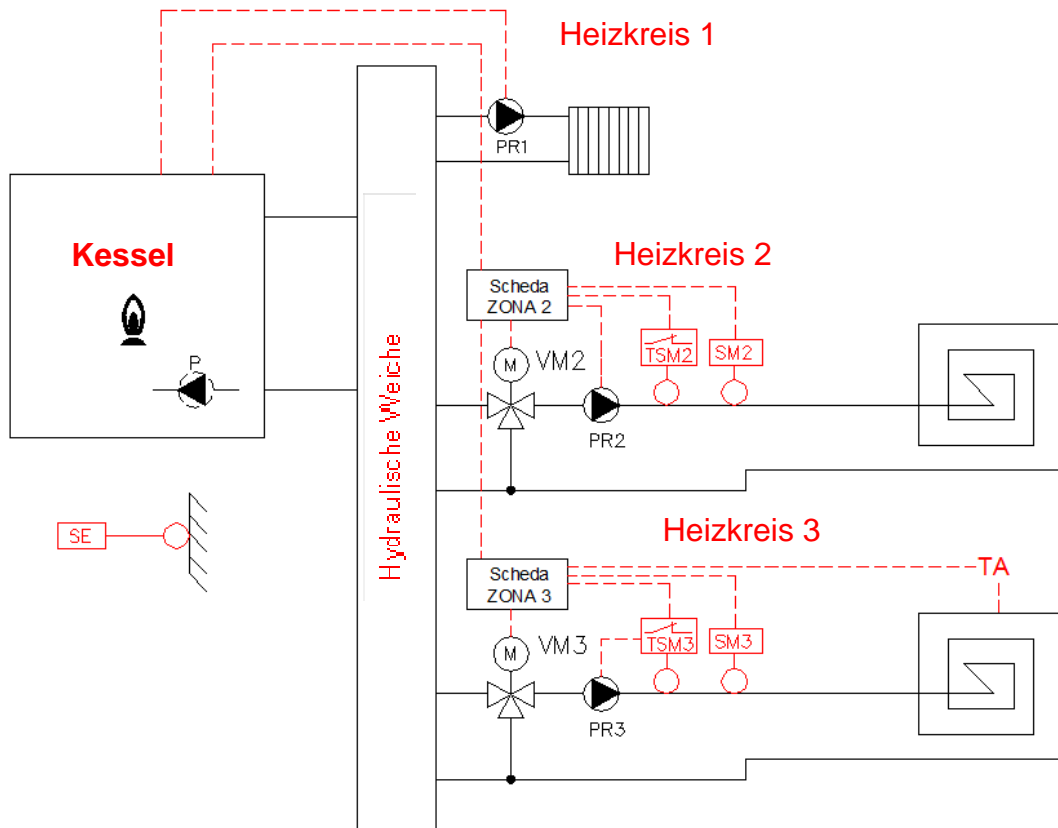 Heizkreis 1
PR1
Kessel
P
Hydraulische Weiche
Heizkreis 2
Scheda
ZONA 2
M
VM2
TSM2
SM2
PR2
SE
Heizkreis 3
Scheda
ZONA 3
TA
M
VM3
TSM3
SM3
PR3